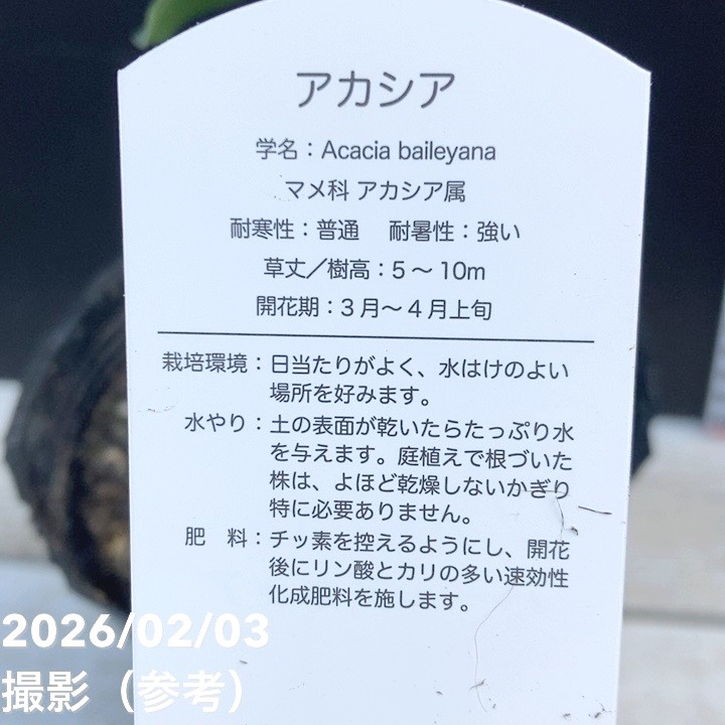 アカシア
学名：Acacia baileyana
マメ科 アカシア属
耐寒性：普通　耐暑性：強い
草丈／樹高：5～10m
開花期：3月～4月上旬
栽培環境：日当たりがよく、水はけのよい
場所を好みます。
水やり：土の表面が乾いたらたっぷり水
を与えます。庭植えで根づいた
株は、よほど乾燥しないかぎり
特に必要ありません。
肥　料：チッ素を控えるようにし、開花
後にリン酸とカリの多い速効性
化成肥料を施します。
2026/02/03
撮影（参考）